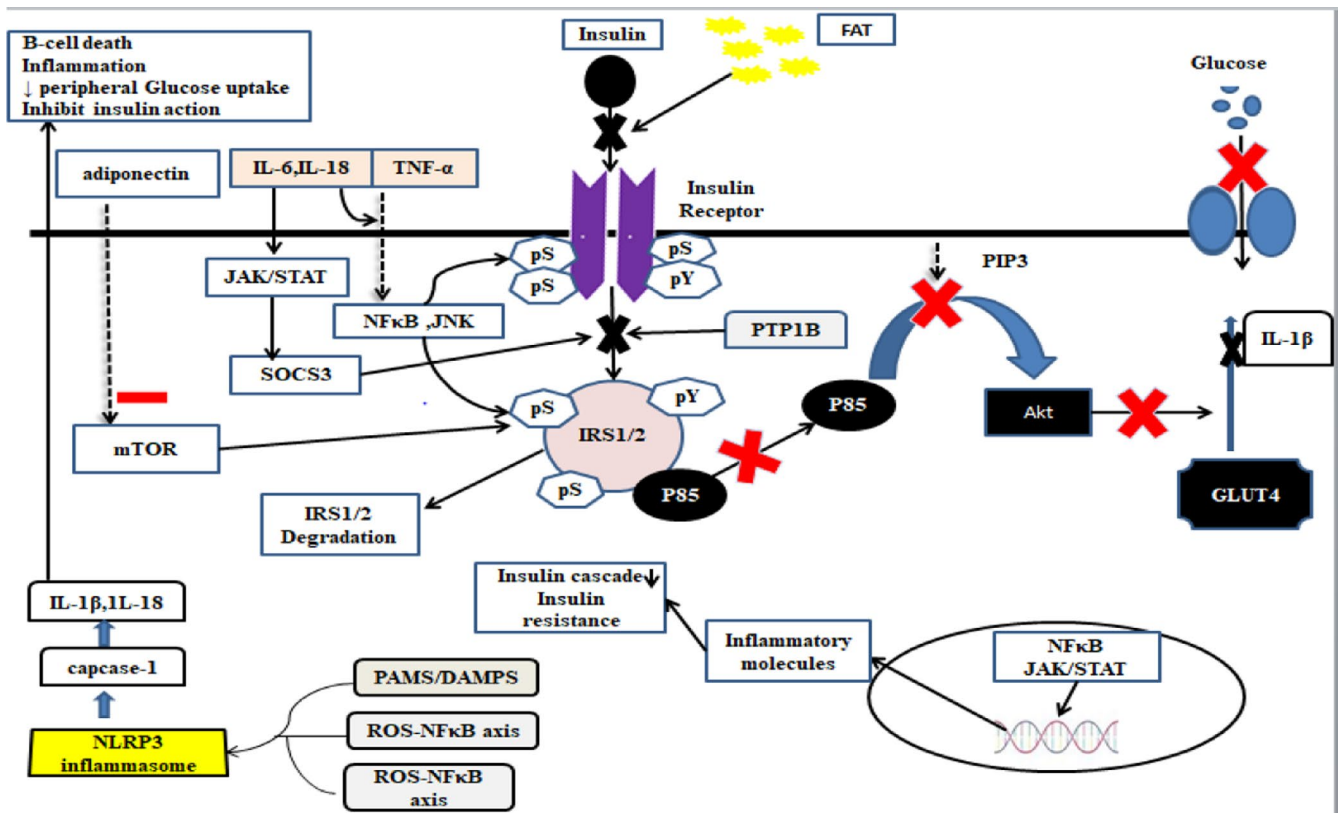 B-cell death
Inflammation
↓ peripheral Glucose uptake
Inhibit insulin action
Insulin
FAT
Glucose
adiponectin
IL-6,IL-18
TNF-α
Insulin
Receptor
pS
pS
pS
pY
PIP3
JAK/STAT
NFκB ,JNK
PTP1B
IL-1β
SOCS3
pS
pY
P85
Akt
mTOR
IRS1/2
pS
P85
GLUT4
IRS1/2
Degradation
IL-1β,1L-18
Insulin cascade
Insulin
resistance
Inflammatory
molecules
NFκB
JAK/STAT
capcase-1
PAMS/DAMPS
ROS-NFκB axis
NLRP3
inflammasome
ROS-NFκB
axis